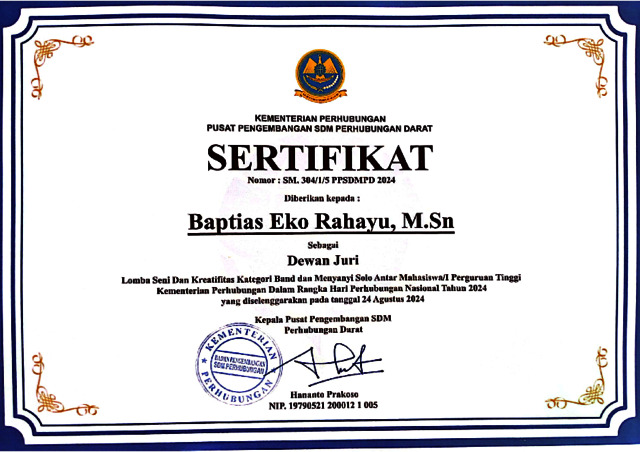 KEMENTERIAN PERHUBUNGAN
PUSAT PENGEMBANGAN SDM PERHUBUNGAN DARAT
SERTIFIKAT
Nomor : SM. 304/1/5 PPSDMPD 2024
Diberikan kepada :
Baptias Eko Rahayu, M.Sn
Sebagai
Dewan Juri
Lomba Seni Dan Kreatifitas Kategori Band dan Menyanyi Solo Antar Mahasiswa/I Perguruan Tinggi
Kementerian Perhubungan Dalam Rangka Hari Perhubungan Nasional Tahun 2024
yang diselenggarakan pada tanggal 24 Agustus 2024
Kepala Pusat Pengembangan SDM
Perhubungan Darat
KEMENTERIAN
BADAN PENGEMBANGAN
SDM PERHUBUNGAN
PERHUBUNGAN
Hananto Prakoso
NIP. 19790521 200012 1 005